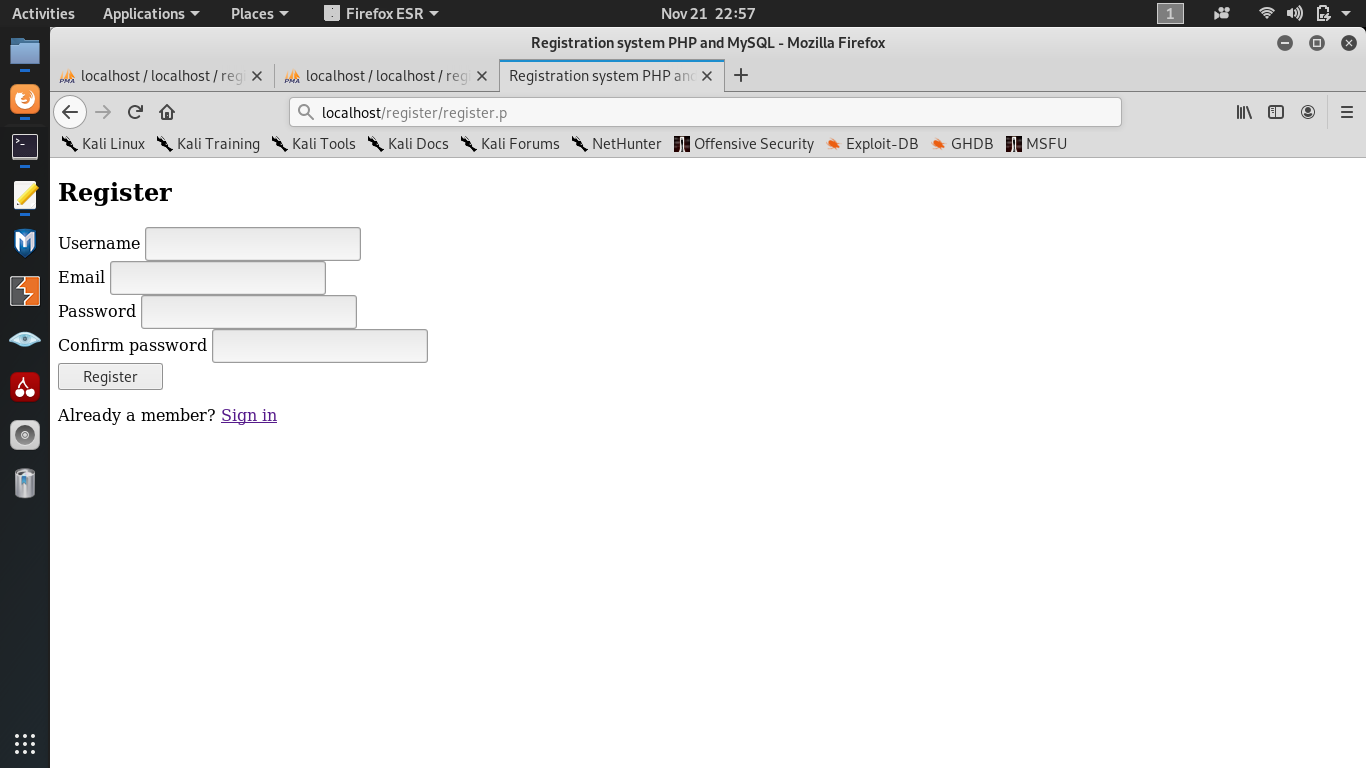 Activities Applications Places Firefox ESR Nov 21 22:57 1
Registration system PHP and MySQL - Mozilla Firefox
PMA localhost / localhost / reg PMA localhost / localhost / reg Registration system PHP and
localhost/register/register.p
Kali Linux Kali Training Kali Tools Kali Docs Kali Forums NetHunter Offensive Security Exploit-DB GHDB MSFU
Register
Username
Email
Password
Confirm password
Register
Already a member? Sign in